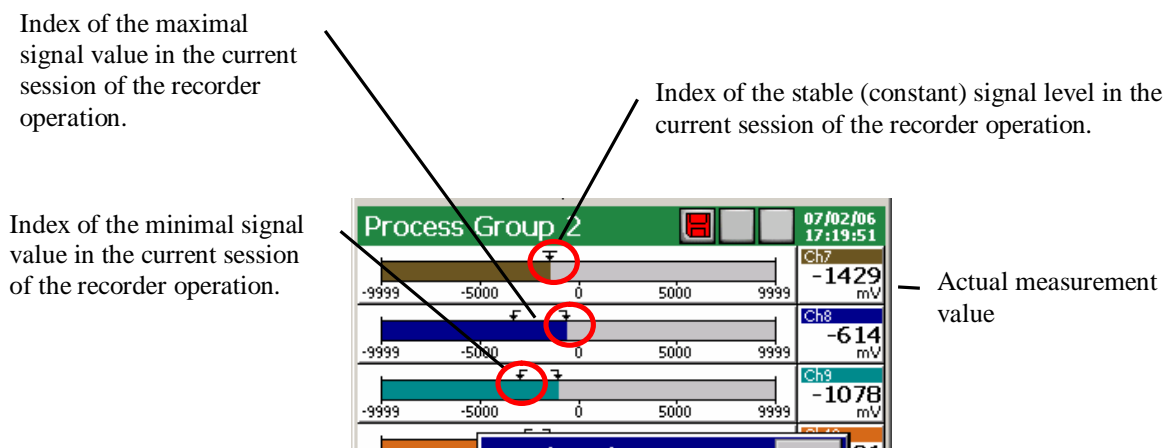 Index of the maximal
signal value in the current
session of the recorder
operation.
Index of the stable (constant) signal level in the
current session of the recorder operation.
Index of the minimal signal
value in the current session
of the recorder operation.
Process Group 2
07/02/06
17:19:51
Ch7
-1429
mV
-9999 -5000 0 5000 9999
Actual measurement
value
Ch8
-614
mV
-9999 -5000 0 5000 9999
Ch9
-1078
mV
-9999 -5000 0 5000 9999